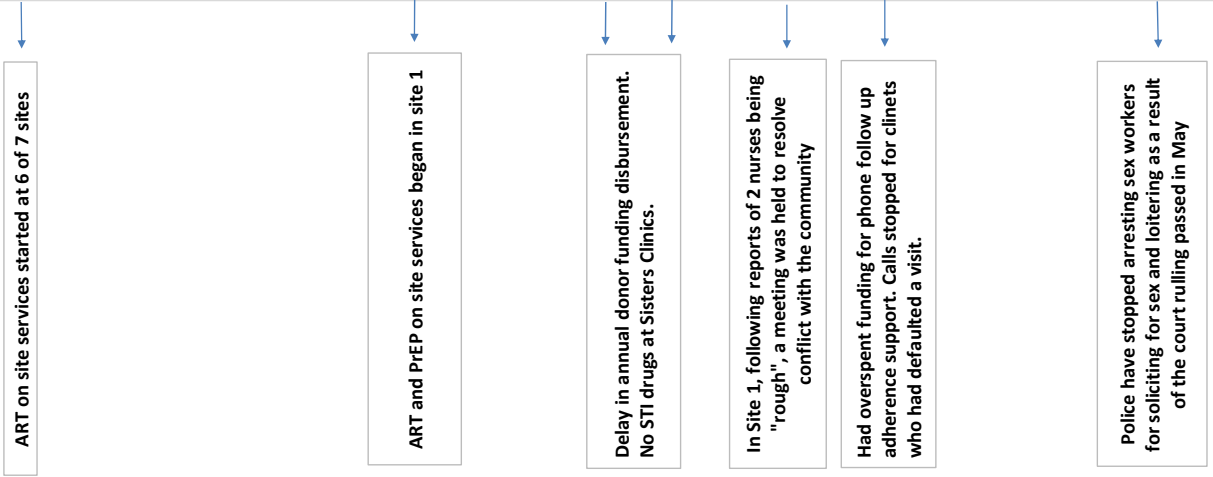 ART on site services started at 6 of 7 sites
ART and PrEP on site services began in site 1
Delay in annual donor funding disbursement.
No STI drugs at Sisters Clinics.
In Site 1, following reports of 2 nurses being
"rough", a meeting was held to resolve
conflict with the community
Had overspent funding for phone follow up
adherence support. Calls stopped for clinets
who had defaulted a visit.
Police have stopped arresting sex workers
for soliciting for sex and loitering as a result
of the court rulling passed in May